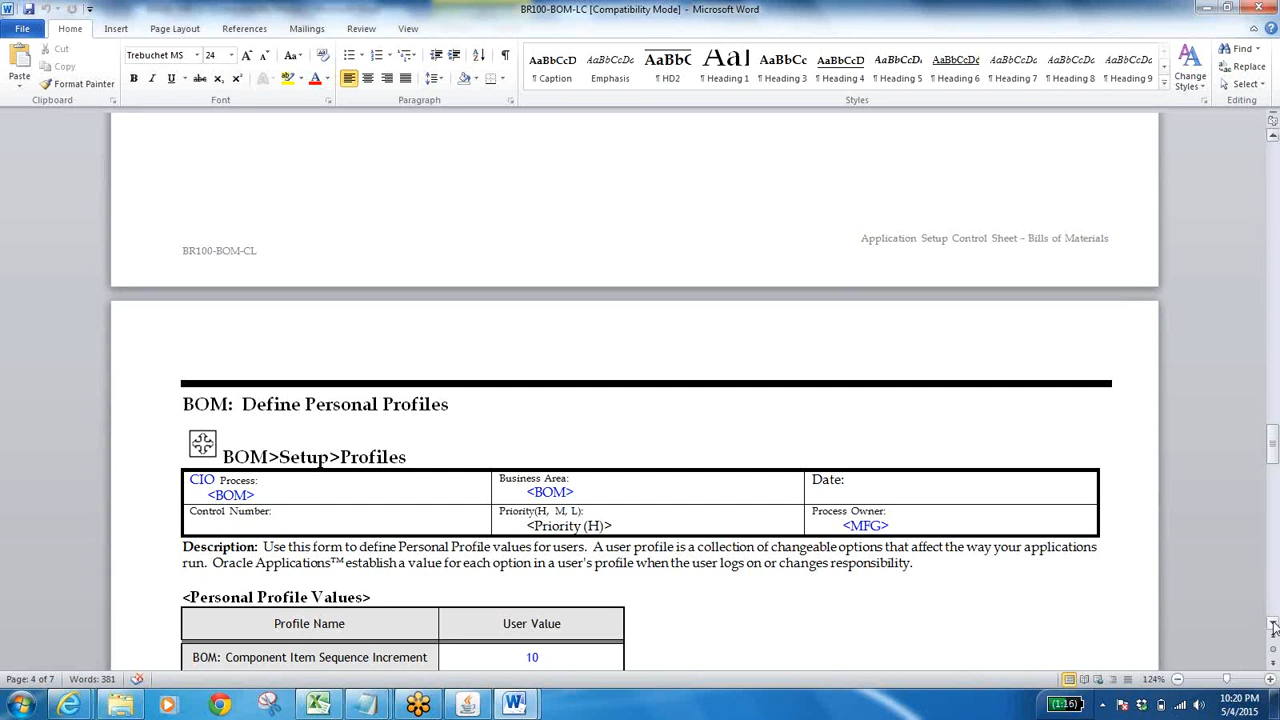 BR100-BOM-LC [Compatibility Mode] - Microsoft Word
File Home Insert Page Layout References Mailings Review View
Paste
Cut
Copy
Format Painter
Clipboard
Trebuchet MS 24
Font
Paragraph
AaBbCcD AaBbCcDc AaBbC AaI AaBbCc AaBbCcD AaBbCcDc AaBbCcDc AaBbCcDc AaBbCcDc
¶ Caption Emphasis ¶ HD2 ¶ Heading 1 ¶ Heading 3 ¶ Heading 4 ¶ Heading 5 ¶ Heading 6 ¶ Heading 8 ¶ Heading 9
Styles
Change Styles
Find
Replace
Select
Editing
BR100-BOM-CL
Application Setup Control Sheet – Bills of Materials
BOM: Define Personal Profiles
BOM>Setup>Profiles
CIO Process:
<BOM>
Business Area:
<BOM>
Date:
Control Number:
Priority(H, M, L):
<Priority (H)>
Process Owner:
<MFG>
Description: Use this form to define Personal Profile values for users. A user profile is a collection of changeable options that affect the way your applications
run. Oracle Applications™ establish a value for each option in a user's profile when the user logs on or changes responsibility.
<Personal Profile Values>
Profile Name User Value
BOM: Component Item Sequence Increment 10
Page: 4 of 7 Words: 381
124%
(1:16)
10:20 PM
5/4/2015